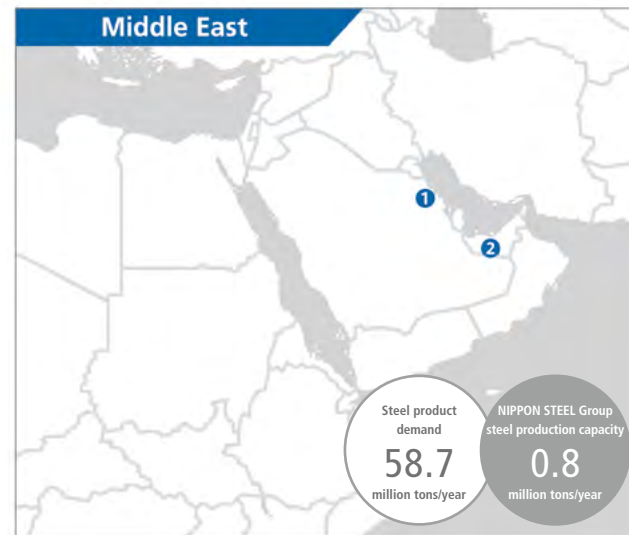 Middle East
1
2
Steel product
demand
58.7
million tons/year
NIPPON STEEL Group
steel production capacity
0.8
million tons/year